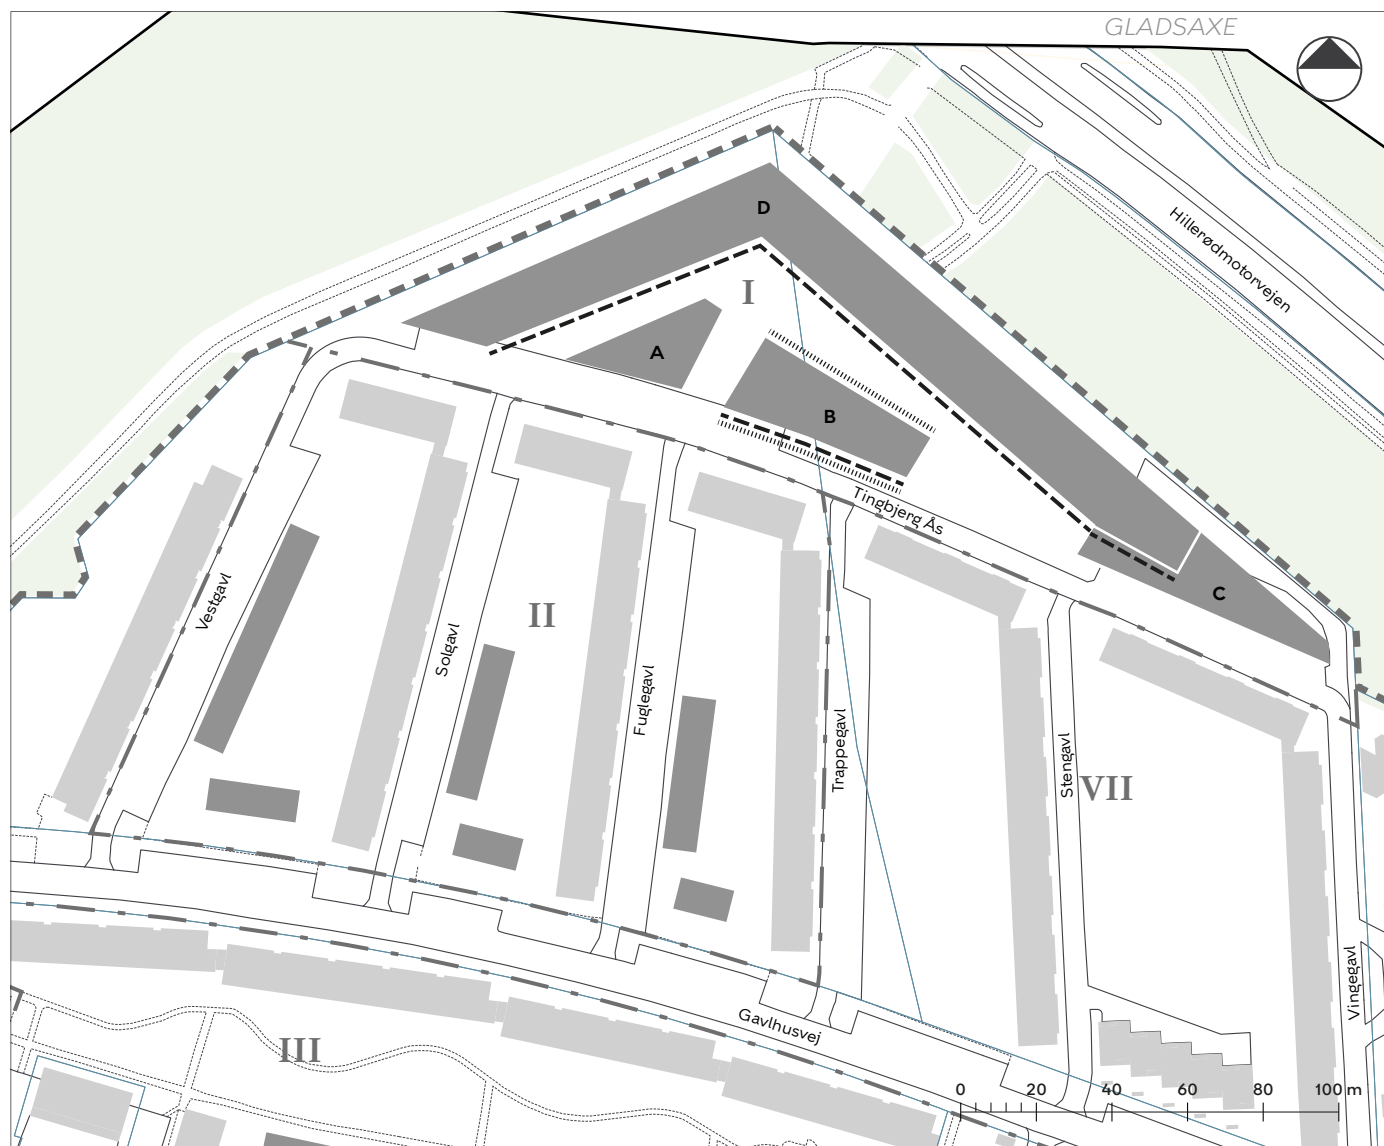 GLADSAXE
Hillerødmotorvejen
D
I
A
B
Tingbjerg Ås
C
Vestgavl
II
Solgavl
Fuglegavl
Trappegavl
Stengavl
VII
Vingegavl
Gavlhusvej
III
0 20 40 60 80 100 m